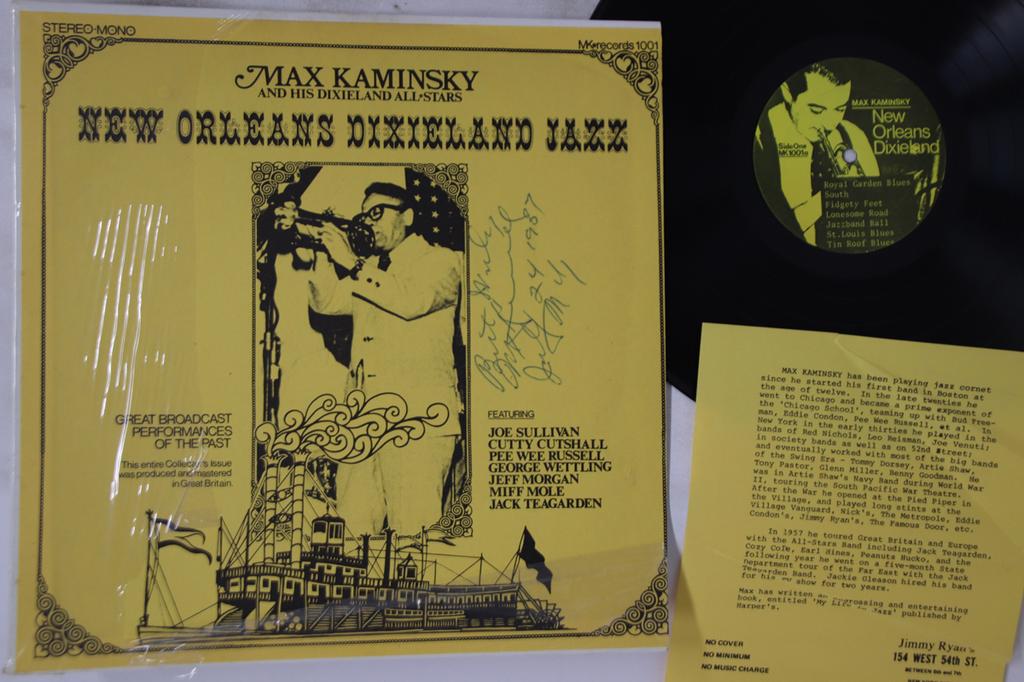 STEREO-MONO
MK records 1001
MAX KAMINSKY
AND HIS DIXIELAND ALL-STARS
NEW ORLEANS DIXIELAND JAZZ
July 24 1987
GREAT BROADCAST
PERFORMANCES
OF THE PAST
This entire Collector's Issue
was produced and mastered
in Great Britain.
FEATURING
JOE SULLIVAN
CUTTY CUTSHALL
PEE WEE RUSSELL
GEORGE WETTLING
JEFF MORGAN
MIFF MOLE
JACK TEAGARDEN
MAX KAMINSKY
New
Orleans
Dixieland
Side One
MK1001a
Royal Garden Blues
South
Fidgety Feet
Lonesome Road
Jazzband Ball
St.Louis Blues
Tin Roof Blues
MAX KAMINSKY has been playing jazz cornet
since he started his first band in Boston at
the age of twelve. In the late twenties he
went to Chicago and became a prime exponent of
the 'Chicago School', teaming up with Bud Free-
man, Eddie Condon, Pee Wee Russell, et al. In
New York in the early thirties he played in the
bands of Red Nichols, Leo Reisman, Joe Venuti;
in society bands as well as on 52nd Street;
and eventually worked with most of the big bands
of the Swing Era - Tommy Dorsey, Artie Shaw,
Tony Pastor, Glenn Miller, Benny Goodman. He
was in Artie Shaw's Navy Band during World War
II, touring the South Pacific War Theatre.
After the War he opened at the Pied Piper in
the Village, and played long stints at the
Village Vanguard, Nick's, The Metropole, Eddie
Condon's, Jimmy Ryan's, The Famous Door, etc.
In 1957 he toured Great Britain and Europe
with the All-Stars Band including Jack Teagarden,
Cozy Cole, Earl Hines, Peanuts Hucko, and the
following year he went on a five-month State
Department tour of the Far East with the Jack
Teagarden Band. Jackie Gleason hired his band
for his show for two years.
Max has written an and entertaining
book, entitled 'My Life in Jazz' published by
Harper's.
NO COVER
NO MINIMUM
NO MUSIC CHARGE
Jimmy Ryan's
154 WEST 54th ST.
BETWEEN 6th and 7th